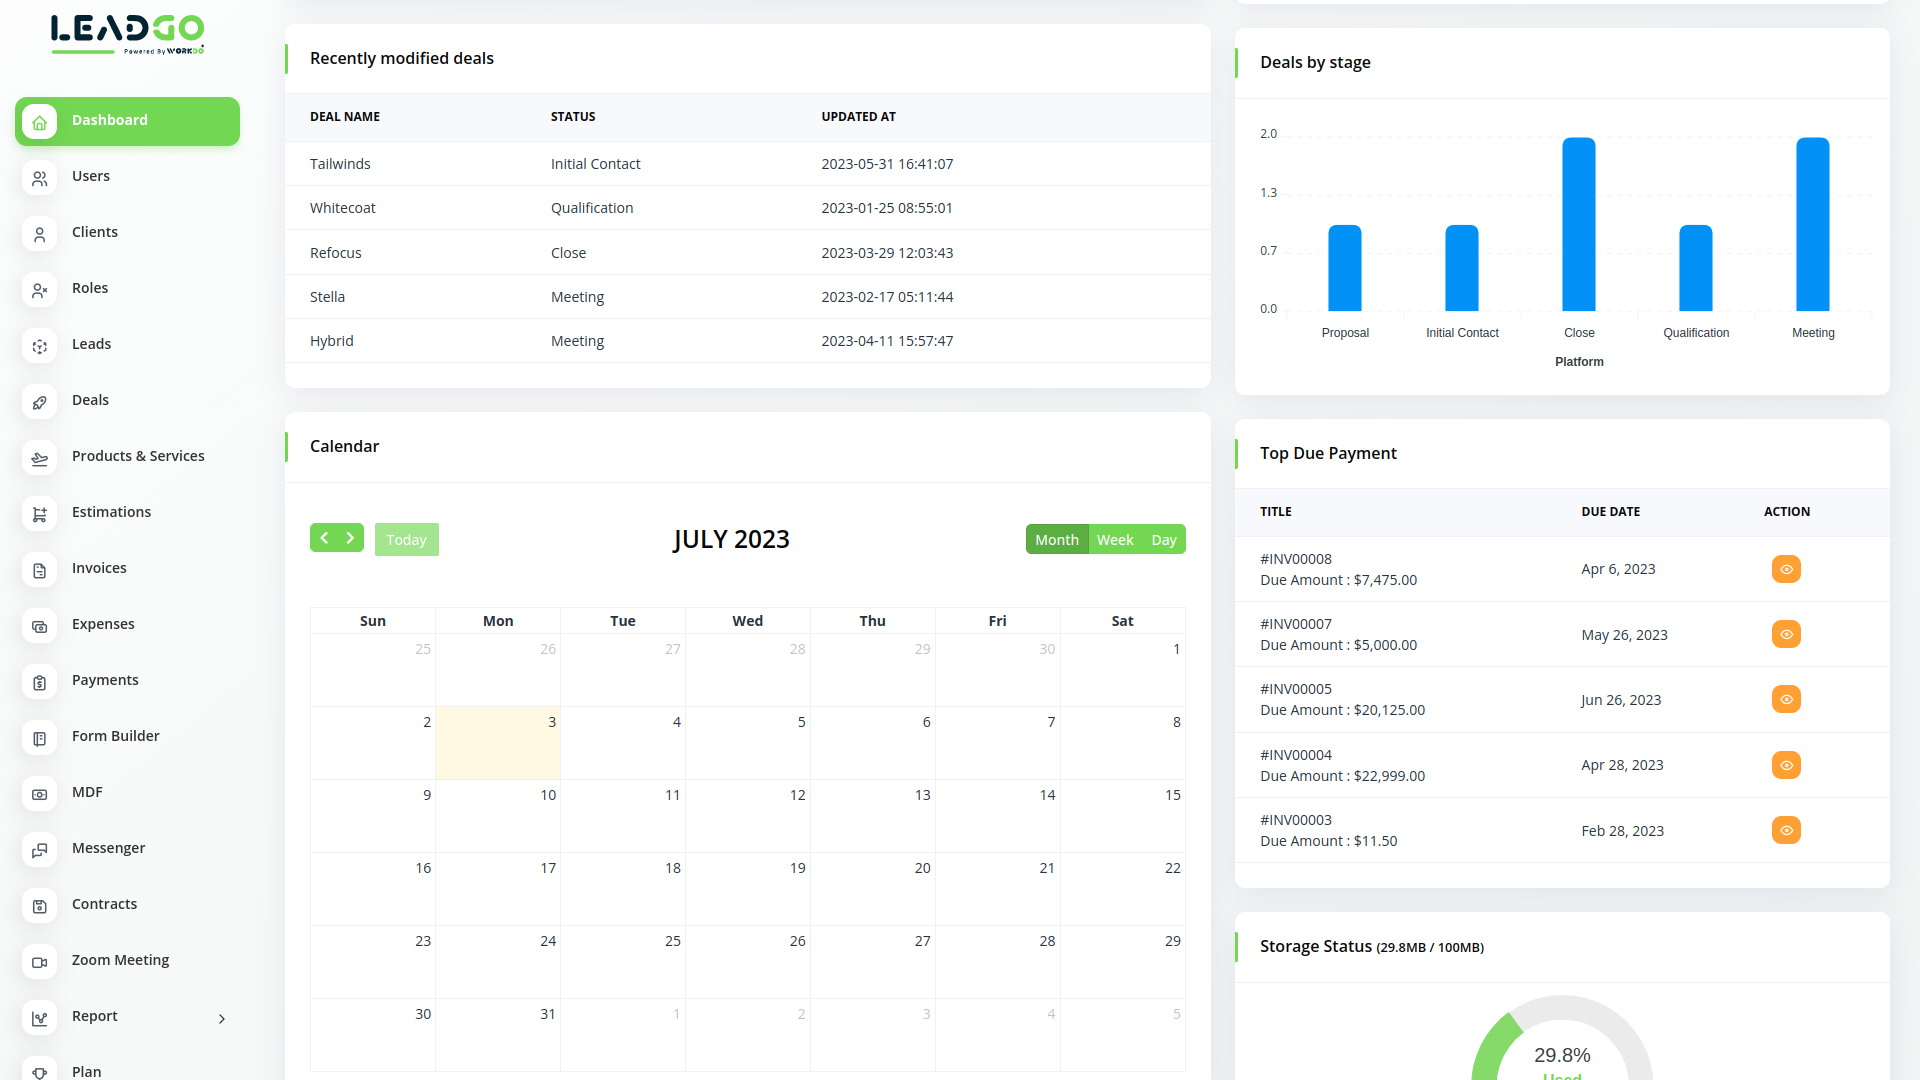 LEADGO
Powered By WORKDO
Dashboard
Users
Clients
Roles
Leads
Deals
Products & Services
Estimations
Invoices
Expenses
Payments
Form Builder
MDF
Messenger
Contracts
Zoom Meeting
Report
Plan
Recently modified deals
DEAL NAME STATUS UPDATED AT
Tailwinds Initial Contact 2023-05-31 16:41:07
Whitecoat Qualification 2023-01-25 08:55:01
Refocus Close 2023-03-29 12:03:43
Stella Meeting 2023-02-17 05:11:44
Hybrid Meeting 2023-04-11 15:57:47
Calendar
Today JULY 2023 Month Week Day
Sun Mon Tue Wed Thu Fri Sat
25 26 27 28 29 30 1
2 3 4 5 6 7 8
9 10 11 12 13 14 15
16 17 18 19 20 21 22
23 24 25 26 27 28 29
30 31 1 2 3 4 5
Deals by stage
2.0
1.3
0.7
0.0
Proposal Initial Contact Close Qualification Meeting
Platform
Top Due Payment
TITLE DUE DATE ACTION
#INV00008
Due Amount : $7,475.00 Apr 6, 2023
#INV00007
Due Amount : $5,000.00 May 26, 2023
#INV00005
Due Amount : $20,125.00 Jun 26, 2023
#INV00004
Due Amount : $22,999.00 Apr 28, 2023
#INV00003
Due Amount : $11.50 Feb 28, 2023
Storage Status (29.8MB / 100MB)
29.8%
Used